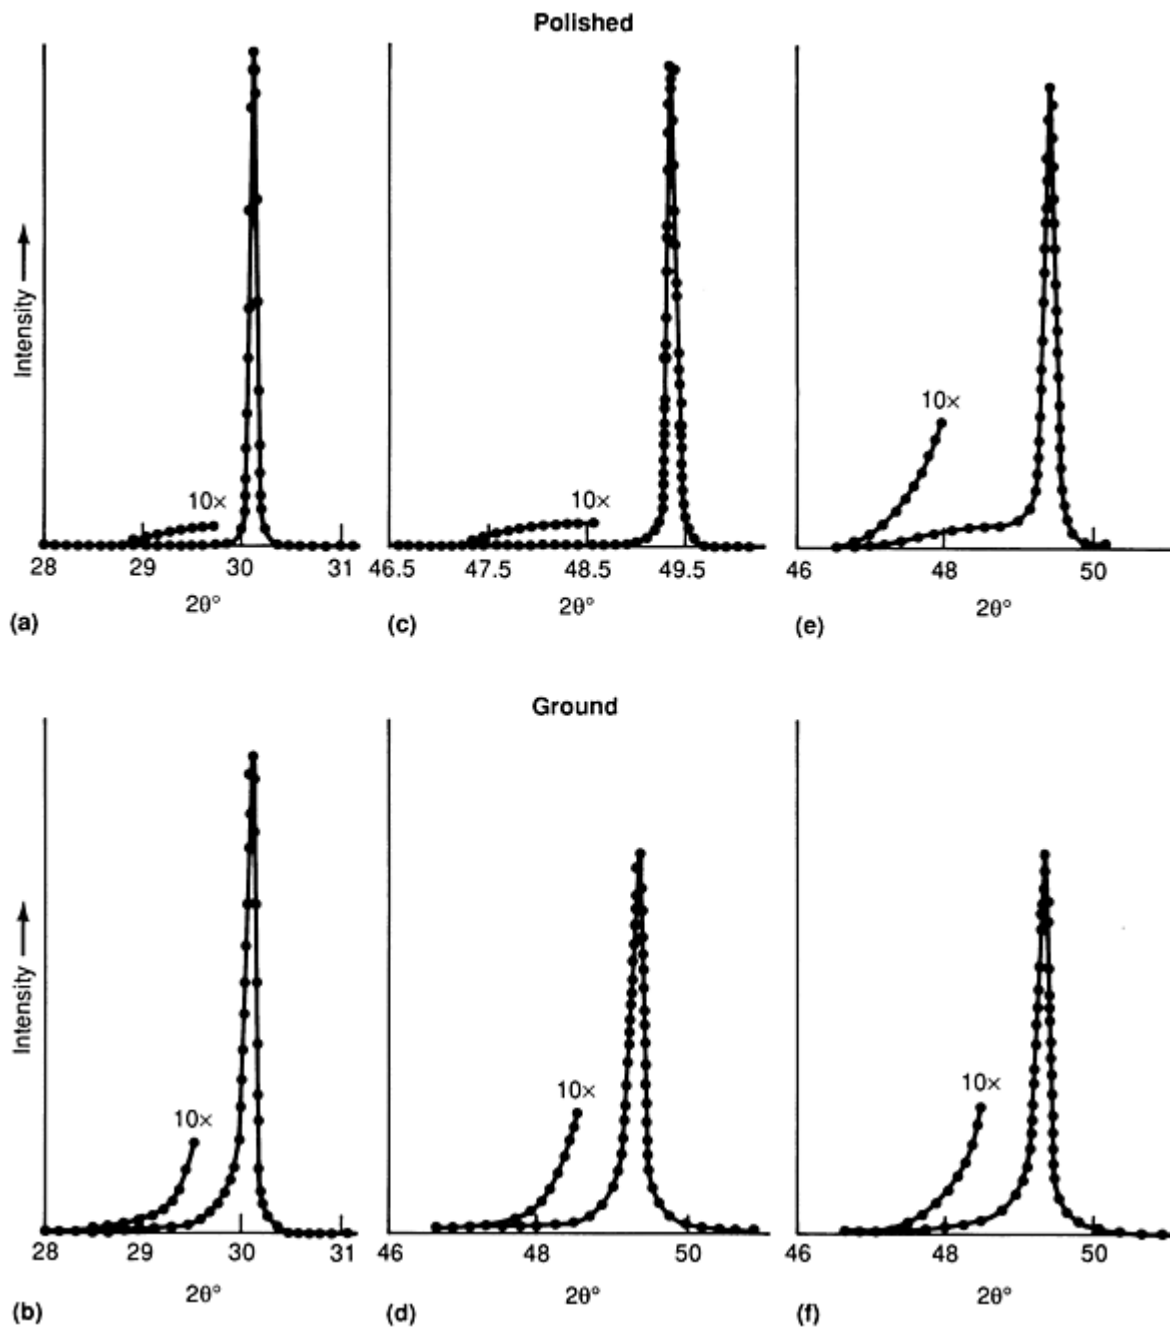 Polished
Intensity
10×
28 29 30 31
2θ°
(a)
10×
46.5 47.5 48.5 49.5
2θ°
(c)
10×
46 48 50
2θ°
(e)
Ground
Intensity
10×
28 29 30 31
2θ°
(b)
10×
46 48 50
2θ°
(d)
10×
46 48 50
2θ°
(f)